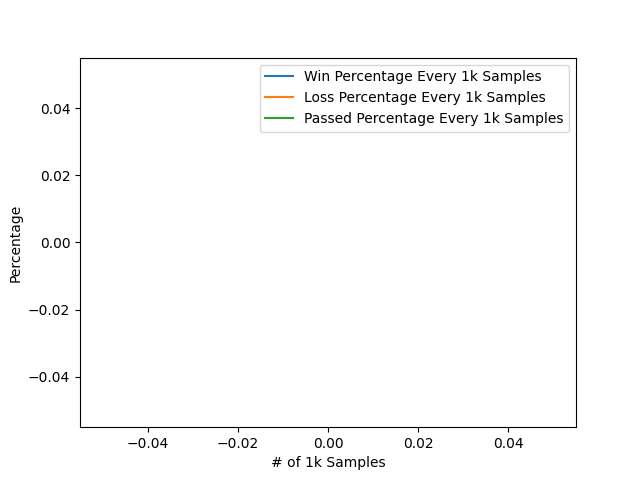 Win Percentage Every 1k Samples
Loss Percentage Every 1k Samples
Passed Percentage Every 1k Samples
Percentage
0.04
0.02
0.00
−0.02
−0.04
−0.04 −0.02 0.00 0.02 0.04
# of 1k Samples